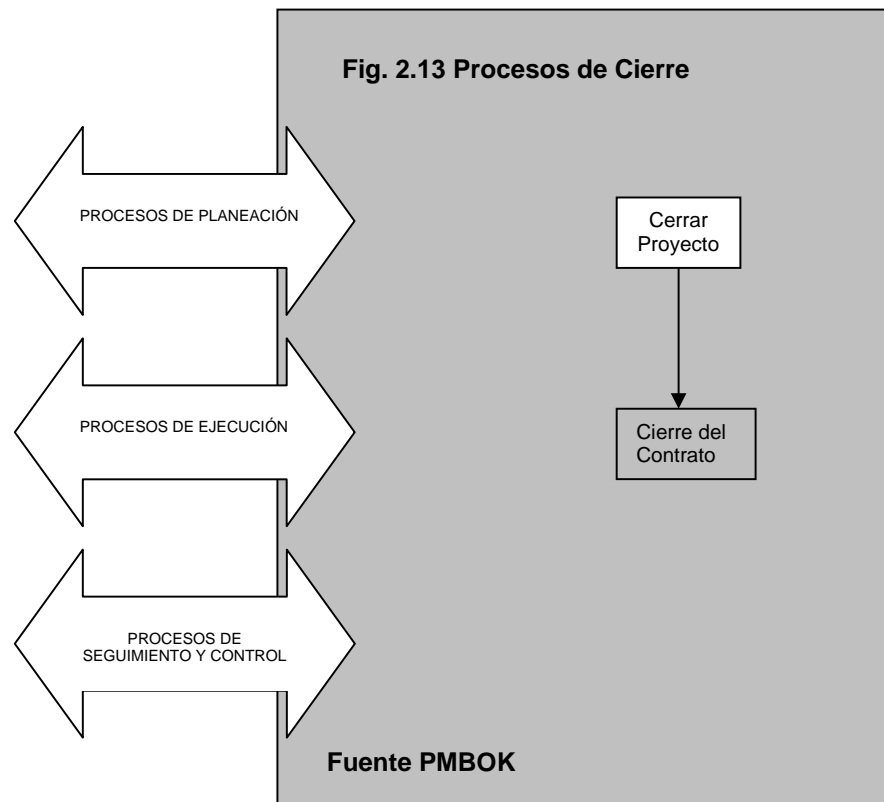 Fig. 2.13 Procesos de Cierre
PROCESOS DE PLANEACIÓN
Cerrar
Proyecto
PROCESOS DE EJECUCIÓN
Cierre del
Contrato
PROCESOS DE
SEGUIMIENTO Y CONTROL
Fuente PMBOK